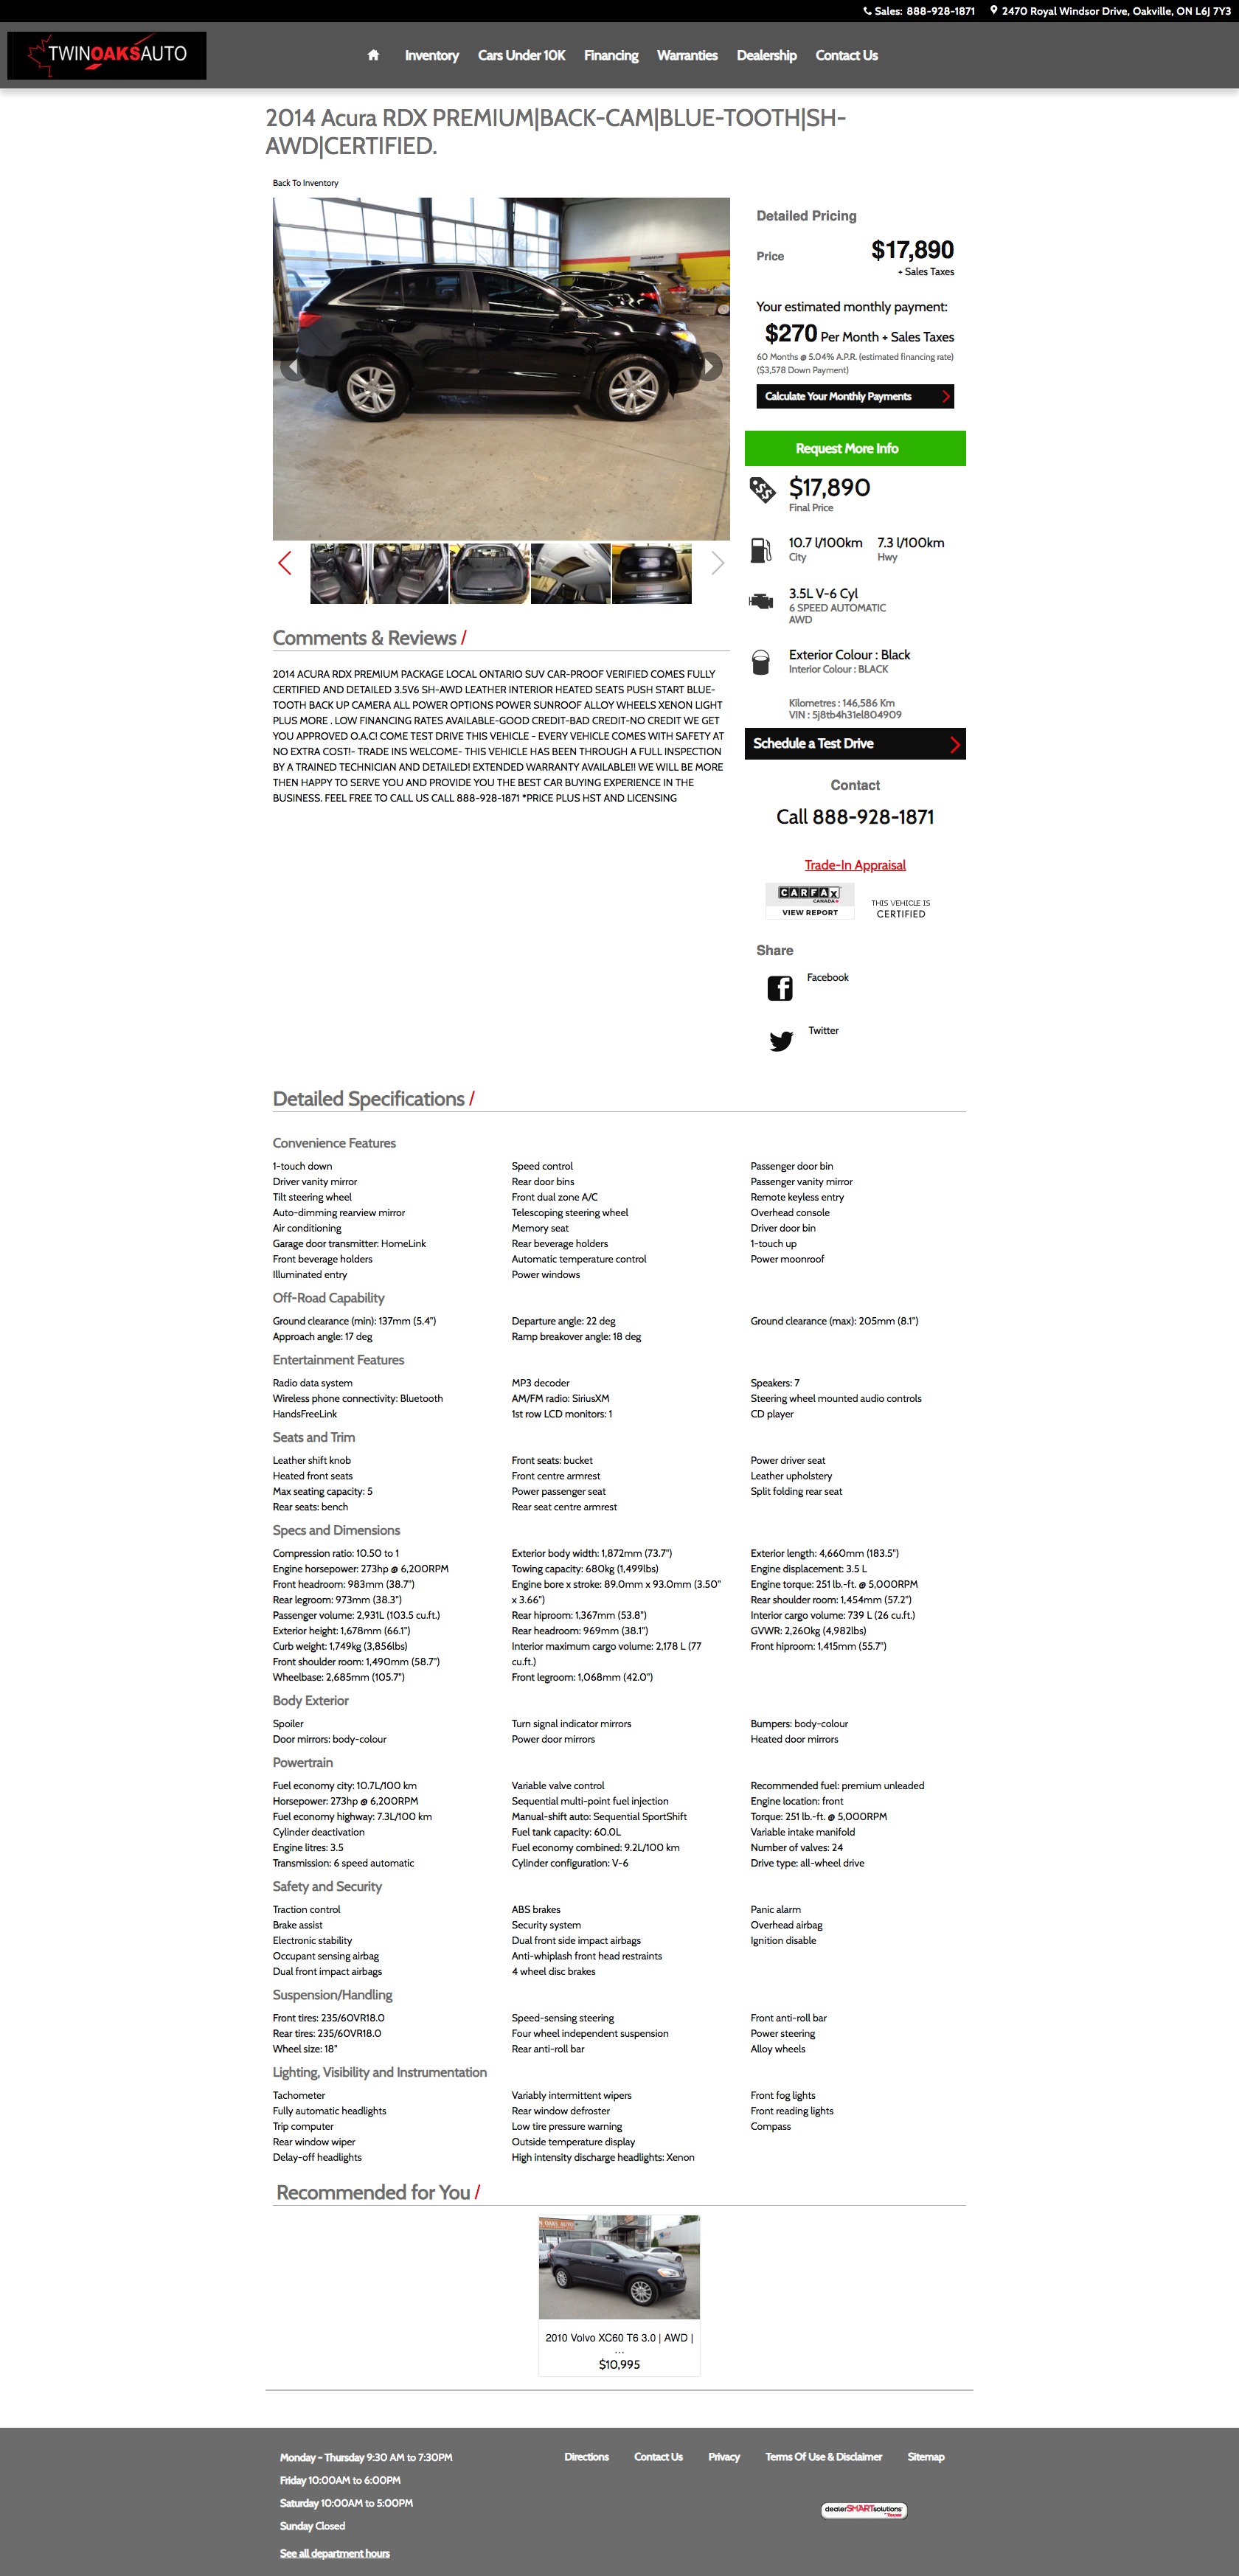 Sales: 888-928-1871 2470 Royal Windsor Drive, Oakville, ON L6J 7Y3
TWINOAKSAUTO
Inventory Cars Under 10K Financing Warranties Dealership Contact Us
2014 Acura RDX PREMIUM|BACK-CAM|BLUE-TOOTH|SH-
AWD|CERTIFIED.
Back To Inventory
Detailed Pricing
Price $17,890
+ Sales Taxes
Your estimated monthly payment:
$270 Per Month + Sales Taxes
60 Months @ 5.04% A.P.R. (estimated financing rate)
($3,578 Down Payment)
Calculate Your Monthly Payments
Request More Info
$17,890
Final Price
10.7 l/100km 7.3 l/100km
City Hwy
3.5L V-6 Cyl
6 SPEED AUTOMATIC
AWD
Exterior Colour : Black
Interior Colour : BLACK
Kilometres : 146,586 Km
VIN : 5j8tb4h31el804909
Schedule a Test Drive
Contact
Call 888-928-1871
Trade-In Appraisal
CARFAX
CANADA
VIEW REPORT
THIS VEHICLE IS
CERTIFIED
Share
Facebook
Twitter
Comments & Reviews /
2014 ACURA RDX PREMIUM PACKAGE LOCAL ONTARIO SUV CAR-PROOF VERIFIED COMES FULLY
CERTIFIED AND DETAILED 3.5V6 SH-AWD LEATHER INTERIOR HEATED SEATS PUSH START BLUE-
TOOTH BACK UP CAMERA ALL POWER OPTIONS POWER SUNROOF ALLOY WHEELS XENON LIGHT
PLUS MORE . LOW FINANCING RATES AVAILABLE-GOOD CREDIT-BAD CREDIT-NO CREDIT WE GET
YOU APPROVED O.A.C! COME TEST DRIVE THIS VEHICLE - EVERY VEHICLE COMES WITH SAFETY AT
NO EXTRA COST!- TRADE INS WELCOME- THIS VEHICLE HAS BEEN THROUGH A FULL INSPECTION
BY A TRAINED TECHNICIAN AND DETAILED! EXTENDED WARRANTY AVAILABLE!! WE WILL BE MORE
THEN HAPPY TO SERVE YOU AND PROVIDE YOU THE BEST CAR BUYING EXPERIENCE IN THE
BUSINESS. FEEL FREE TO CALL US CALL 888-928-1871 *PRICE PLUS HST AND LICENSING
Detailed Specifications /
Convenience Features
1-touch down Speed control Passenger door bin
Driver vanity mirror Rear door bins Passenger vanity mirror
Tilt steering wheel Front dual zone A/C Remote keyless entry
Auto-dimming rearview mirror Telescoping steering wheel Overhead console
Air conditioning Memory seat Driver door bin
Garage door transmitter: HomeLink Rear beverage holders 1-touch up
Front beverage holders Automatic temperature control Power moonroof
Illuminated entry Power windows
Off-Road Capability
Ground clearance (min): 137mm (5.4") Departure angle: 22 deg Ground clearance (max): 205mm (8.1")
Approach angle: 17 deg Ramp breakover angle: 18 deg
Entertainment Features
Radio data system MP3 decoder Speakers: 7
Wireless phone connectivity: Bluetooth AM/FM radio: SiriusXM Steering wheel mounted audio controls
HandsFreeLink 1st row LCD monitors: 1 CD player
Seats and Trim
Leather shift knob Front seats: bucket Power driver seat
Heated front seats Front centre armrest Leather upholstery
Max seating capacity: 5 Power passenger seat Split folding rear seat
Rear seats: bench Rear seat centre armrest
Specs and Dimensions
Compression ratio: 10.50 to 1 Exterior body width: 1,872mm (73.7") Exterior length: 4,660mm (183.5")
Engine horsepower: 273hp @ 6,200RPM Towing capacity: 680kg (1,499lbs) Engine displacement: 3.5 L
Front headroom: 983mm (38.7") Engine bore x stroke: 89.0mm x 93.0mm (3.50" Engine torque: 251 lb.-ft. @ 5,000RPM
Rear legroom: 973mm (38.3") x 3.66") Rear shoulder room: 1,454mm (57.2")
Passenger volume: 2,931L (103.5 cu.ft.) Rear hiproom: 1,367mm (53.8") Interior cargo volume: 739 L (26 cu.ft.)
Exterior height: 1,678mm (66.1") Rear headroom: 969mm (38.1") GVWR: 2,260kg (4,982lbs)
Curb weight: 1,749kg (3,856lbs) Interior maximum cargo volume: 2,178 L (77 Front hiproom: 1,415mm (55.7")
Front shoulder room: 1,490mm (58.7") cu.ft.)
Wheelbase: 2,685mm (105.7") Front legroom: 1,068mm (42.0")
Body Exterior
Spoiler Turn signal indicator mirrors Bumpers: body-colour
Door mirrors: body-colour Power door mirrors Heated door mirrors
Powertrain
Fuel economy city: 10.7L/100 km Variable valve control Recommended fuel: premium unleaded
Horsepower: 273hp @ 6,200RPM Sequential multi-point fuel injection Engine location: front
Fuel economy highway: 7.3L/100 km Manual-shift auto: Sequential SportShift Torque: 251 lb.-ft. @ 5,000RPM
Cylinder deactivation Fuel tank capacity: 60.0L Variable intake manifold
Engine litres: 3.5 Fuel economy combined: 9.2L/100 km Number of valves: 24
Transmission: 6 speed automatic Cylinder configuration: V-6 Drive type: all-wheel drive
Safety and Security
Traction control ABS brakes Panic alarm
Brake assist Security system Overhead airbag
Electronic stability Dual front side impact airbags Ignition disable
Occupant sensing airbag Anti-whiplash front head restraints
Dual front impact airbags 4 wheel disc brakes
Suspension/Handling
Front tires: 235/60VR18.0 Speed-sensing steering Front anti-roll bar
Rear tires: 235/60VR18.0 Four wheel independent suspension Power steering
Wheel size: 18" Rear anti-roll bar Alloy wheels
Lighting, Visibility and Instrumentation
Tachometer Variably intermittent wipers Front fog lights
Fully automatic headlights Rear window defroster Front reading lights
Trip computer Low tire pressure warning Compass
Rear window wiper Outside temperature display
Delay-off headlights High intensity discharge headlights: Xenon
Recommended for You /
2010 Volvo XC60 T6 3.0 | AWD |
...
$10,995
Monday - Thursday 9:30 AM to 7:30PM Directions Contact Us Privacy Terms Of Use & Disclaimer Sitemap
Friday 10:00AM to 6:00PM
Saturday 10:00AM to 5:00PM
dealerSMARTsolutions
Sunday Closed
See all department hours